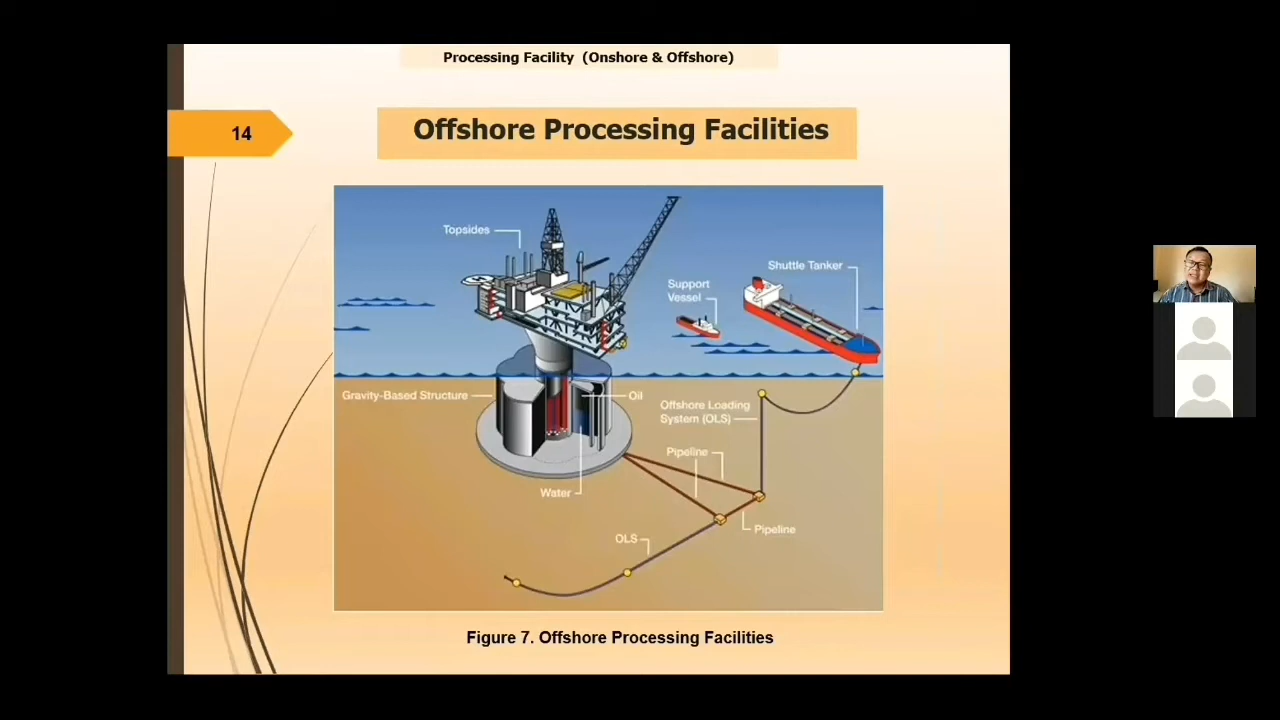 Processing Facility (Onshore & Offshore)
14
Offshore Processing Facilities
Topsides
Shuttle Tanker
Support
Vessel
Gravity-Based Structure
Oil
Offshore Loading
System (OLS)
Pipeline
Water
Pipeline
OLS
Figure 7. Offshore Processing Facilities